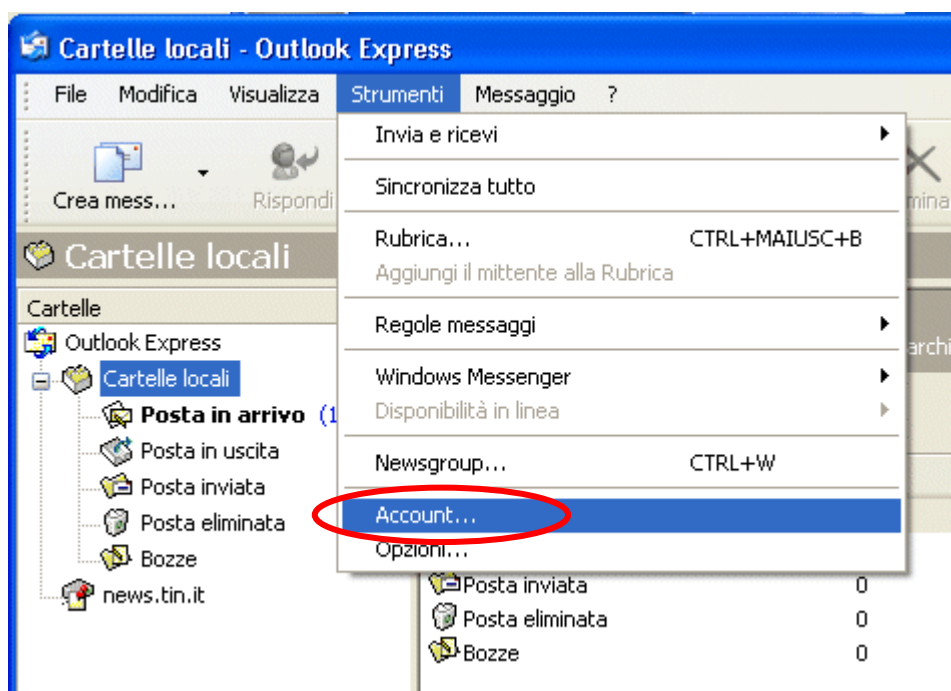 Cartelle locali - Outlook Express
File Modifica Visualizza Strumenti Messaggio ?
Crea mess... Rispondi
Cartelle locali
Cartelle
Outlook Express
Cartelle locali
Posta in arrivo (1
Posta in uscita
Posta inviata
Posta eliminata
Bozze
news.tin.it
Invia e ricevi
Sincronizza tutto
Rubrica... CTRL+MAIUSC+B
Aggiungi il mittente alla Rubrica
Regole messaggi
Windows Messenger
Disponibilità in linea
Newsgroup... CTRL+W
Account...
Opzioni...
mina
archi
Posta inviata 0
Posta eliminata 0
Bozze 0